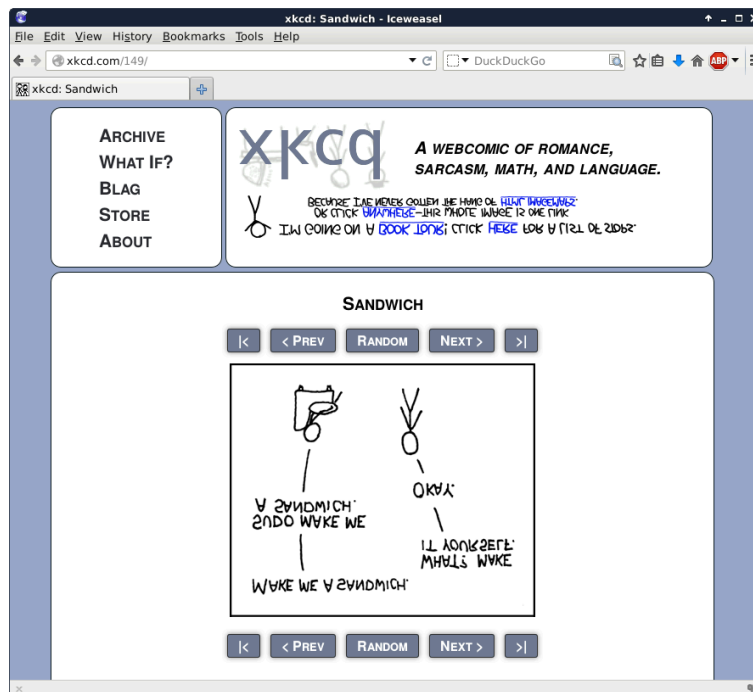 xkcd: Sandwich - Iceweasel
File Edit View History Bookmarks Tools Help
xkcd.com/149/
DuckDuckGo
ABP
xkcd: Sandwich
ARCHIVE
WHAT IF?
BLAG
STORE
ABOUT
xkcd
A WEBCOMIC OF ROMANCE,
SARCASM, MATH, AND LANGUAGE.
I'M GOING ON A BOOK TOUR; CLICK HERE FOR A LIST OF STOPS.
OR CLICK ANYWHERE—THIS WHOLE IMAGE IS ONE LINK
BECAUSE I'VE NEVER GOTTEN THE HANG OF HTML IMAGEMAPS.
SANDWICH
|< < PREV RANDOM NEXT > >|
MAKE ME A SANDWICH.
WHAT? MAKE
IT YOURSELF.
SUDO MAKE ME
A SANDWICH.
OKAY.
|< < PREV RANDOM NEXT > >|